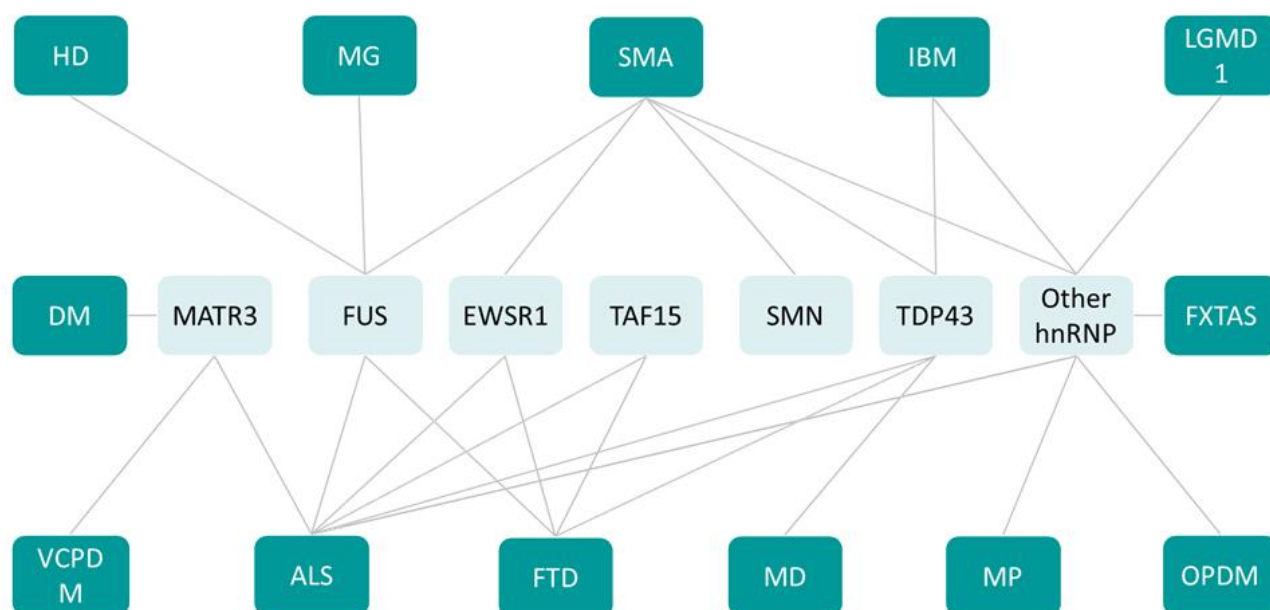 HD
MG
SMA
IBM
LGMD
1
DM
MATR3
FUS
EWSR1
TAF15
SMN
TDP43
Other
hnRNP
FXTAS
VCPD
M
ALS
FTD
MD
MP
OPDM